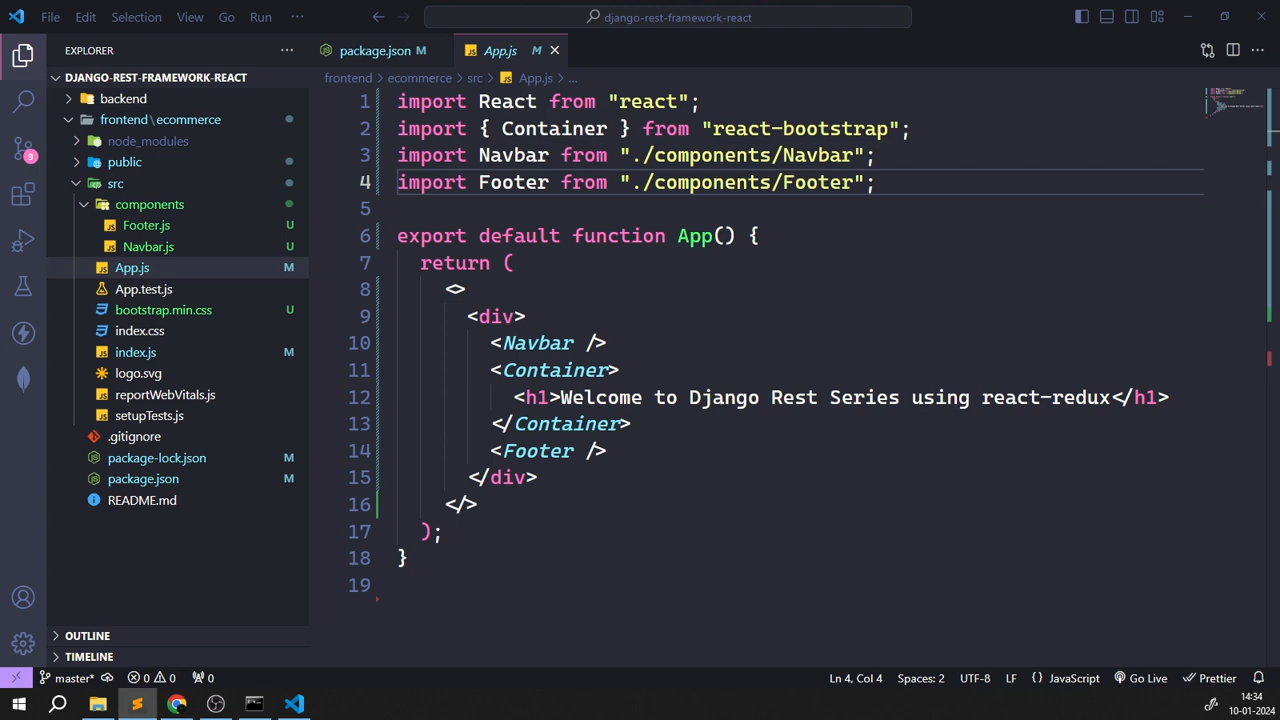 File Edit Selection View Go Run ··· django-rest-framework-react
EXPLORER ···
DJANGO-REST-FRAMEWORK-REACT
backend
frontend\ecommerce
node_modules
public
src
components
Footer.js U
Navbar.js U
App.js M
App.test.js
bootstrap.min.css U
index.css
index.js M
logo.svg
reportWebVitals.js
setupTests.js
.gitignore
package-lock.json M
package.json M
README.md
OUTLINE
TIMELINE
9
package.json M App.js M
frontend > ecommerce > src > App.js > ...
1 import React from "react";
2 import { Container } from "react-bootstrap";
3 import Navbar from "./components/Navbar";
4 import Footer from "./components/Footer";
5
6 export default function App() {
7 return (
8 <>
9 <div>
10 <Navbar />
11 <Container>
12 <h1>Welcome to Django Rest Series using react-redux</h1>
13 </Container>
14 <Footer />
15 </div>
16 </>
17 );
18 }
19
master* 0 0 0 Ln 4, Col 4 Spaces: 2 UTF-8 LF {} JavaScript Go Live Prettier
14:34
10-01-2024